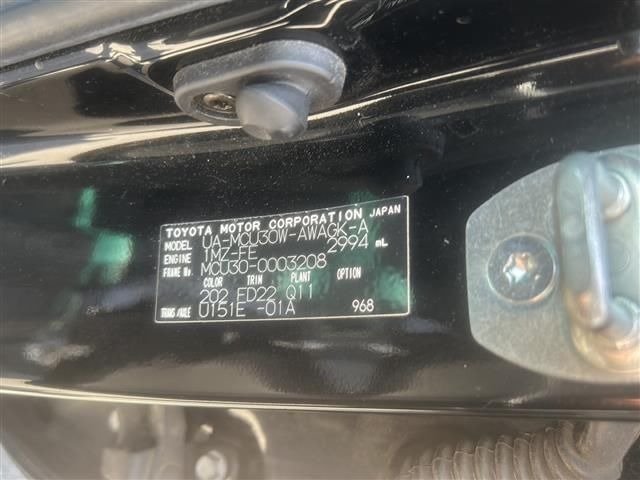 TOYOTA MOTOR CORPORATION JAPAN
MODEL UA-MCU30W-AWAGK-A
ENGINE 1MZ-FE 2994 mL
FRAME No. MCU30-0003208
COLOR TRIM PLANT OPTION
202 ED22 Q11
TRANS/AXLE U151E -01A 968